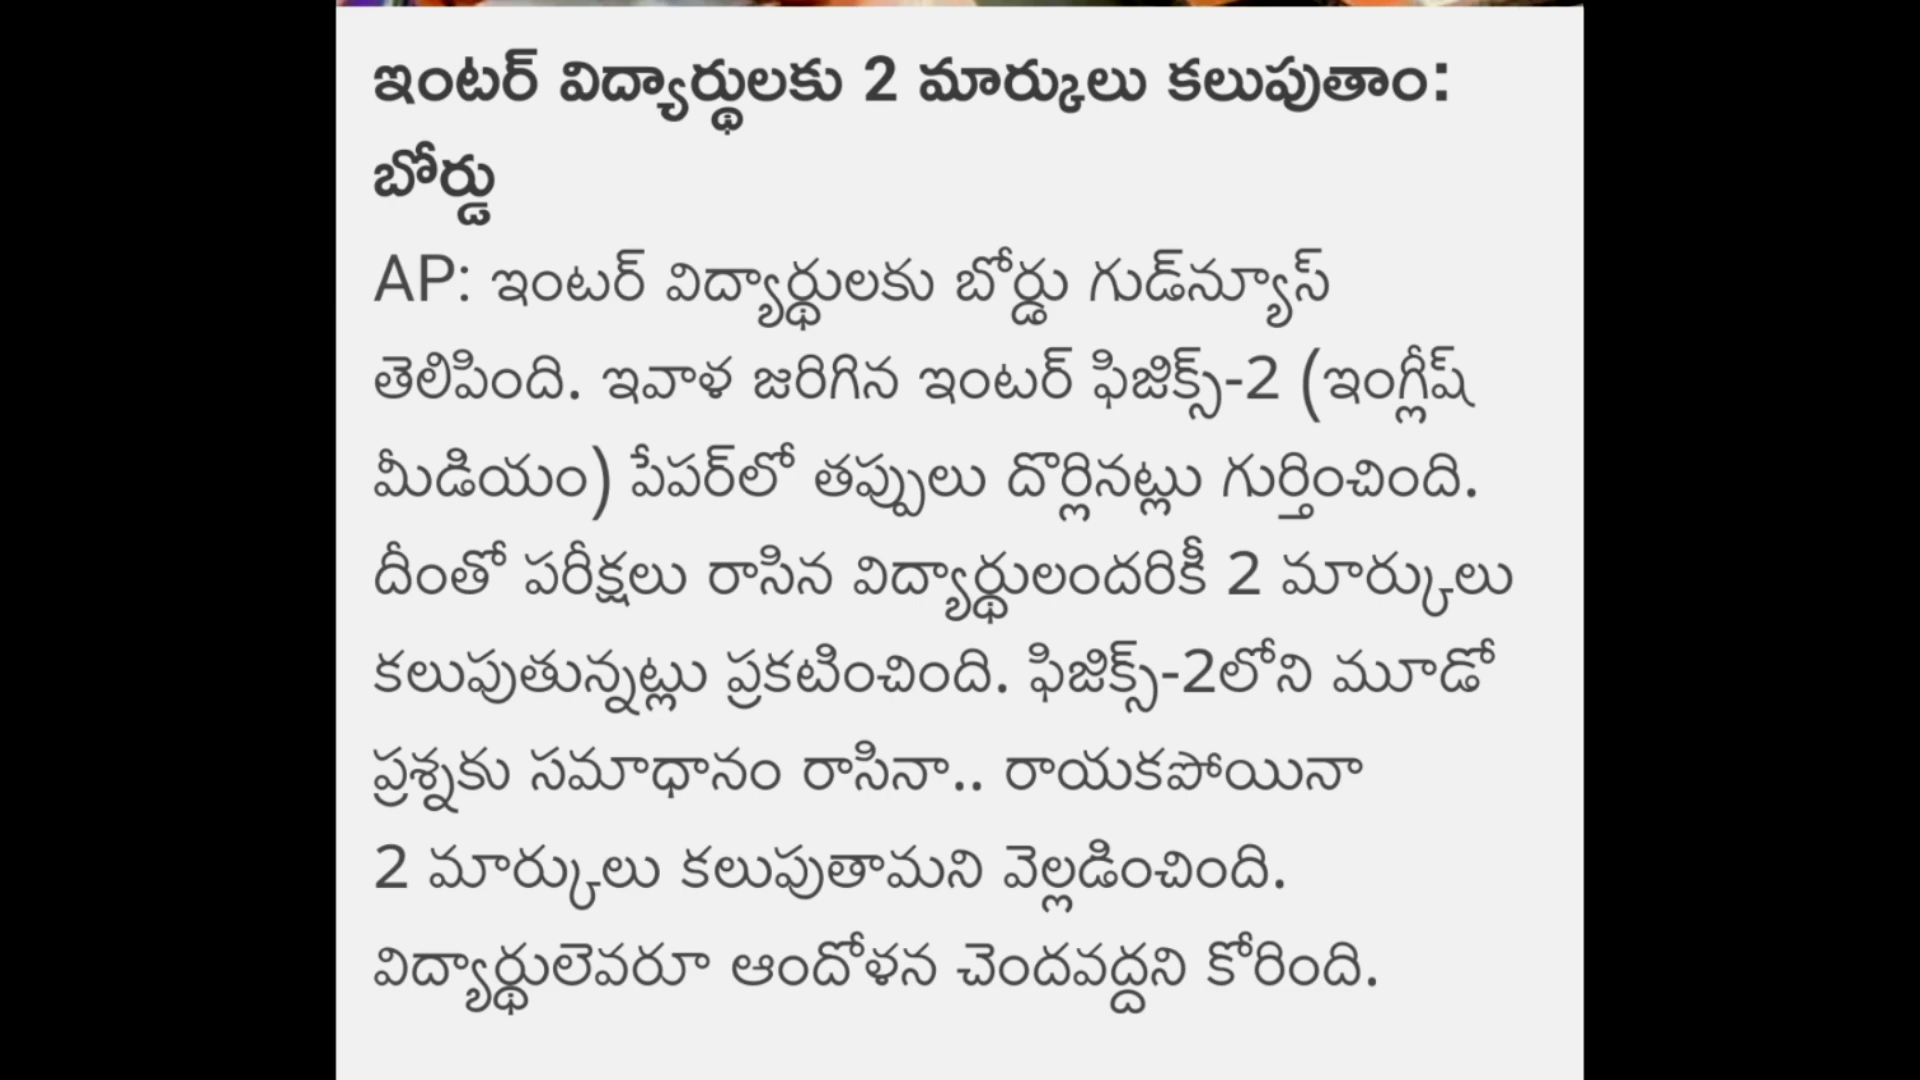 ఇంటర్ విద్యార్థులకు 2 మార్కులు కలుపుతాం:
బోర్డు
AP: ఇంటర్ విద్యార్థులకు బోర్డు గుడ్‌న్యూస్
తెలిపింది. ఇవాళ జరిగిన ఇంటర్ ఫిజిక్స్-2 (ఇంగ్లీష్
మీడియం) పేపర్‌లో తప్పులు దొర్లినట్లు గుర్తించింది.
దీంతో పరీక్షలు రాసిన విద్యార్థులందరికీ 2 మార్కులు
కలుపుతున్నట్లు ప్రకటించింది. ఫిజిక్స్-2లోని మూడో
ప్రశ్నకు సమాధానం రాసినా.. రాయకపోయినా
2 మార్కులు కలుపుతామని వెల్లడించింది.
విద్యార్థులెవరూ ఆందోళన చెందవద్దని కోరింది.